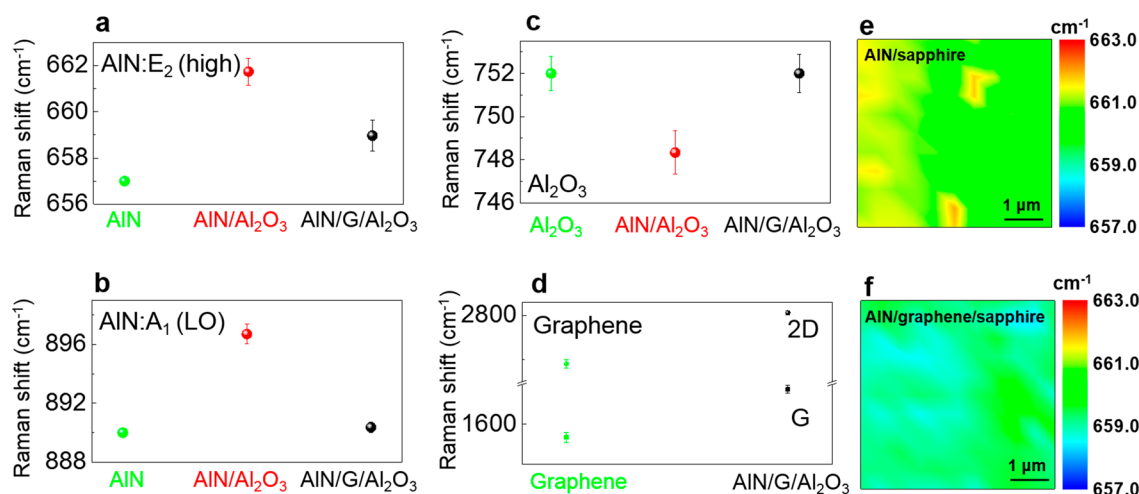 a
Raman shift (cm⁻¹)
662
660
658
656
AlN:E₂ (high)
AlN
AlN/Al₂O₃
AlN/G/Al₂O₃
b
Raman shift (cm⁻¹)
896
892
890
888
AlN:A₁ (LO)
AlN
AlN/Al₂O₃
AlN/G/Al₂O₃
c
Raman shift (cm⁻¹)
752
750
748
746
Al₂O₃
Al₂O₃
AlN/Al₂O₃
AlN/G/Al₂O₃
d
Raman shift (cm⁻¹)
2800
1600
Graphene
2D
G
Graphene
AlN/G/Al₂O₃
e
cm⁻¹
AlN/sapphire
1 μm
663.0
661.0
659.0
657.0
f
cm⁻¹
AlN/graphene/sapphire
1 μm
663.0
661.0
659.0
657.0